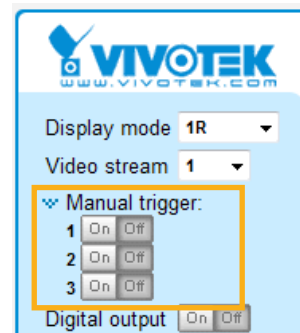 VIVOTEK
www.vivotek.com
Display mode 1R
Video stream 1
Manual trigger:
1 On Off
2 On Off
3 On Off
Digital output On Off